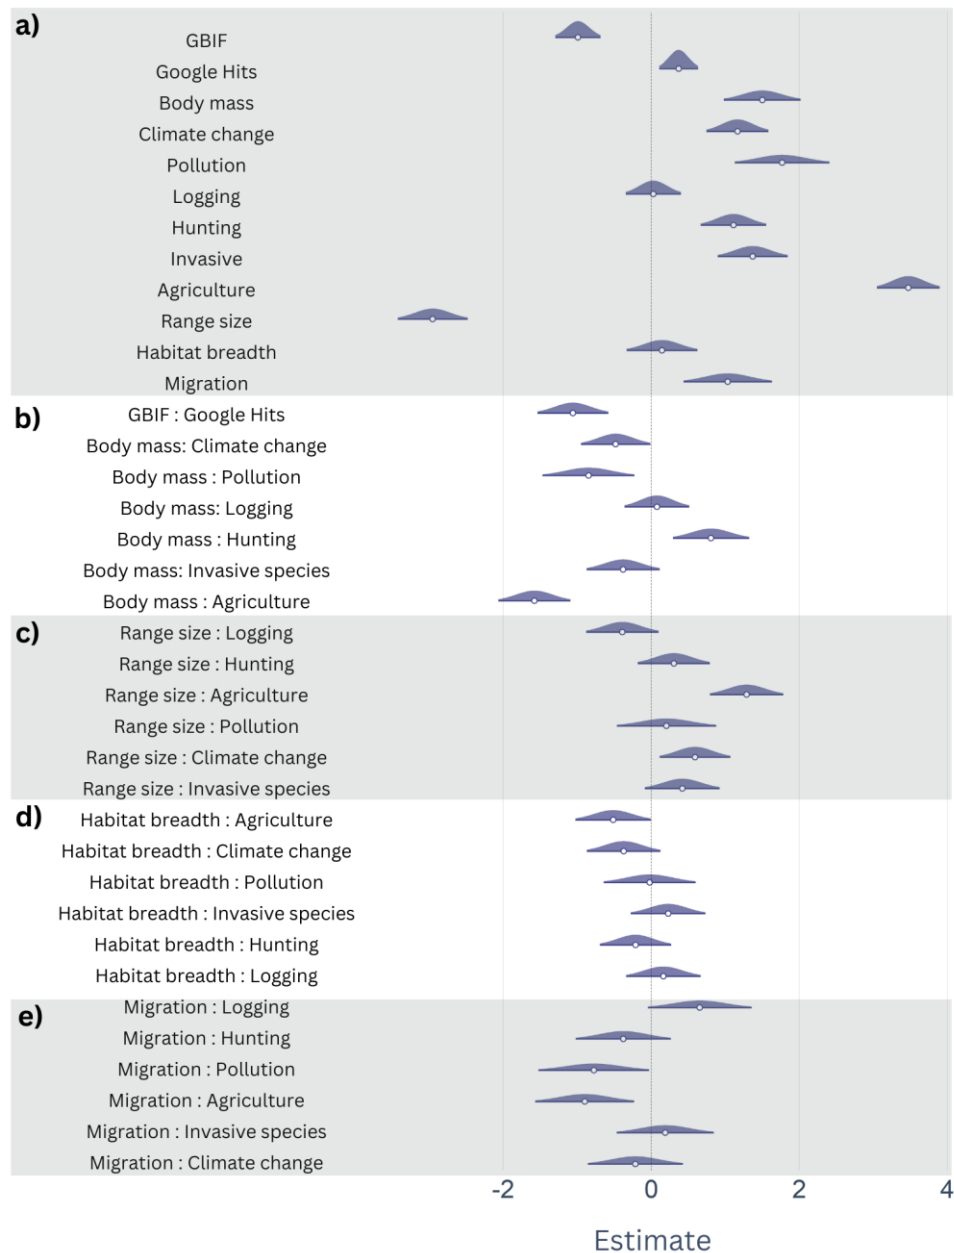 a)
GBIF
Google Hits
Body mass
Climate change
Pollution
Logging
Hunting
Invasive
Agriculture
Range size
Habitat breadth
Migration
b)
GBIF : Google Hits
Body mass: Climate change
Body mass : Pollution
Body mass: Logging
Body mass : Hunting
Body mass: Invasive species
Body mass : Agriculture
c)
Range size : Logging
Range size : Hunting
Range size : Agriculture
Range size : Pollution
Range size : Climate change
Range size : Invasive species
d)
Habitat breadth : Agriculture
Habitat breadth : Climate change
Habitat breadth : Pollution
Habitat breadth : Invasive species
Habitat breadth : Hunting
Habitat breadth : Logging
e)
Migration : Logging
Migration : Hunting
Migration : Pollution
Migration : Agriculture
Migration : Invasive species
Migration : Climate change
-2 0 2 4
Estimate